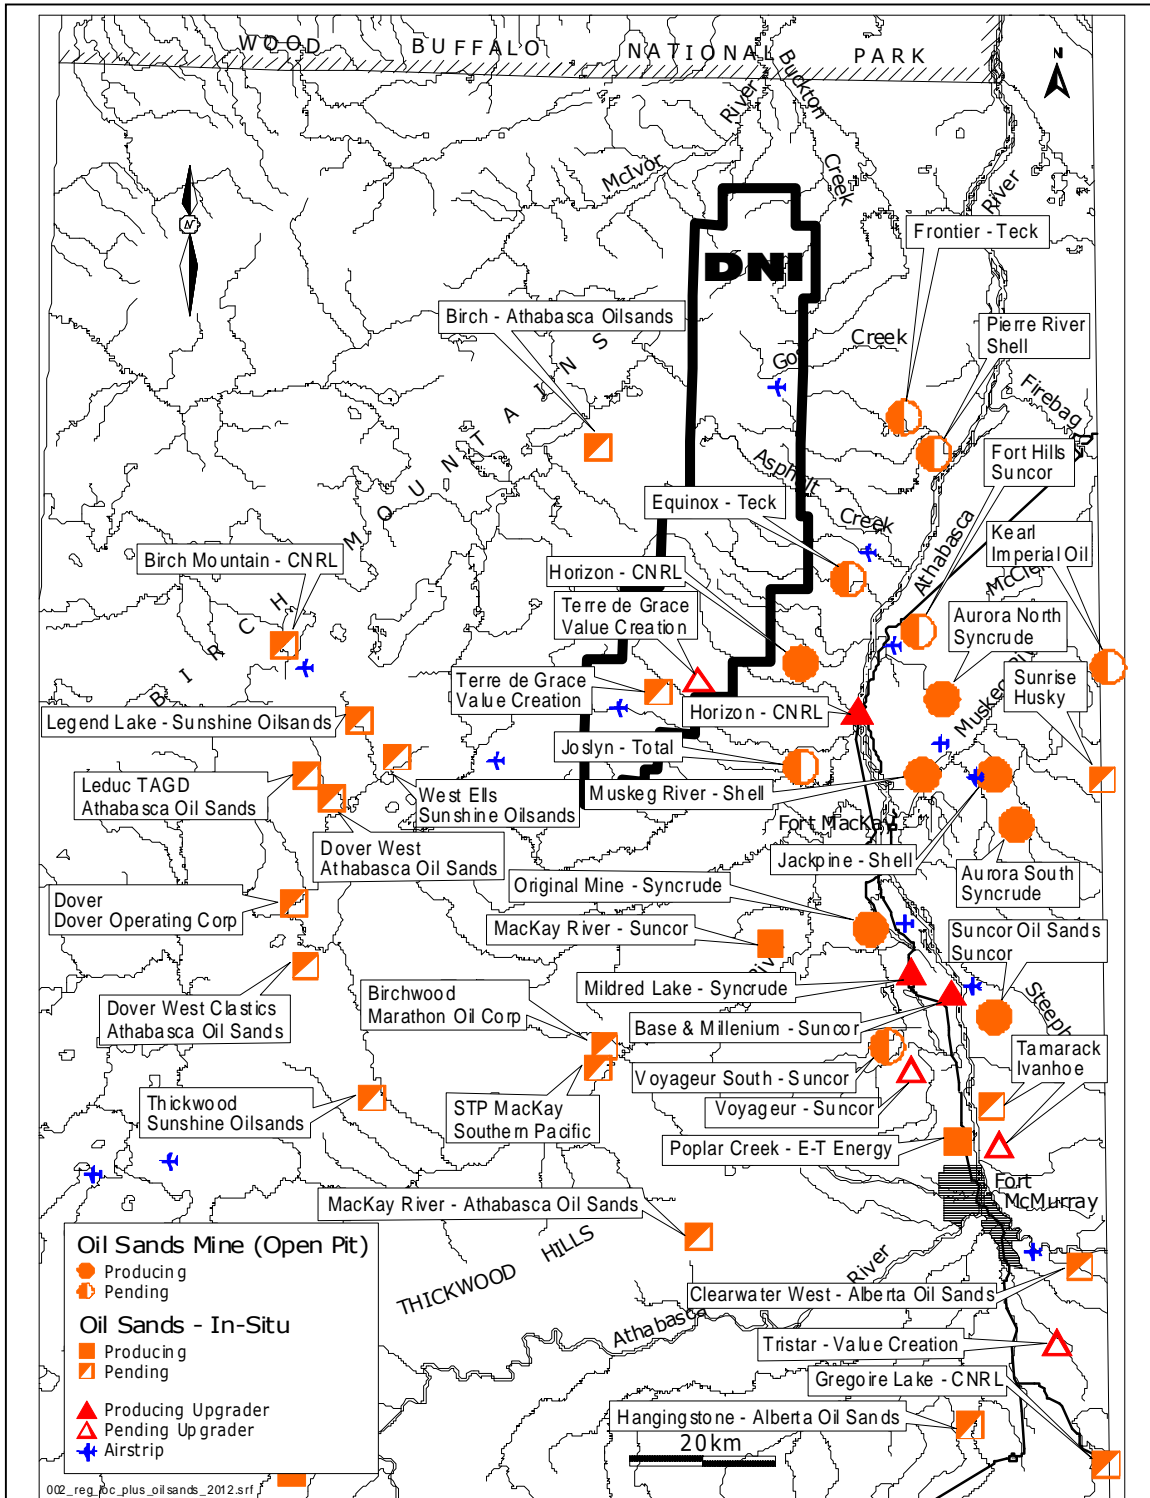 WOOD BUFFALO NATIONAL PARK
N
Buckton
Creek
River
McIvor
River
N
DNI
Frontier - Teck
Birch - Athabasca Oilsands
Pierre River
Shell
Creek
Firebag
BIRCH MOUNTAINS
Fort Hills
Suncor
Asphalt
Creek
Equinox - Teck
Kearl
Imperial Oil
Athabasca
Birch Mountain - CNRL
Horizon - CNRL
Terre de Grace
Value Creation
Aurora North
Syncrude
Sunrise
Husky
Terre de Grace
Value Creation
Horizon - CNRL
Legend Lake - Sunshine Oilsands
Joslyn - Total
Leduc TAGD
Athabasca Oil Sands
West Ells
Sunshine Oilsands
Muskeg River - Shell
Fort MacKay
Dover West
Athabasca Oil Sands
Jackpine - Shell
Aurora South
Syncrude
Original Mine - Syncrude
Dover
Dover Operating Corp
MacKay River - Suncor
Suncor Oil Sands
Suncor
Mildred Lake - Syncrude
Birchwood
Marathon Oil Corp
Dover West Clastics
Athabasca Oil Sands
Base & Millenium - Suncor
Tamarack
Ivanhoe
Voyageur South - Suncor
Thickwood
Sunshine Oilsands
STP MacKay
Southern Pacific
Voyageur - Suncor
Poplar Creek - E-T Energy
Fort
McMurray
MacKay River - Athabasca Oil Sands
THICKWOOD HILLS
River
Athabasca
Clearwater West - Alberta Oil Sands
Tristar - Value Creation
Gregoire Lake - CNRL
Hangingstone - Alberta Oil Sands
20km
Oil Sands Mine (Open Pit)
Producing
Pending
Oil Sands - In-Situ
Producing
Pending
Producing Upgrader
Pending Upgrader
Airstrip
002_reg_loc_plus_oilsands_2012.srf